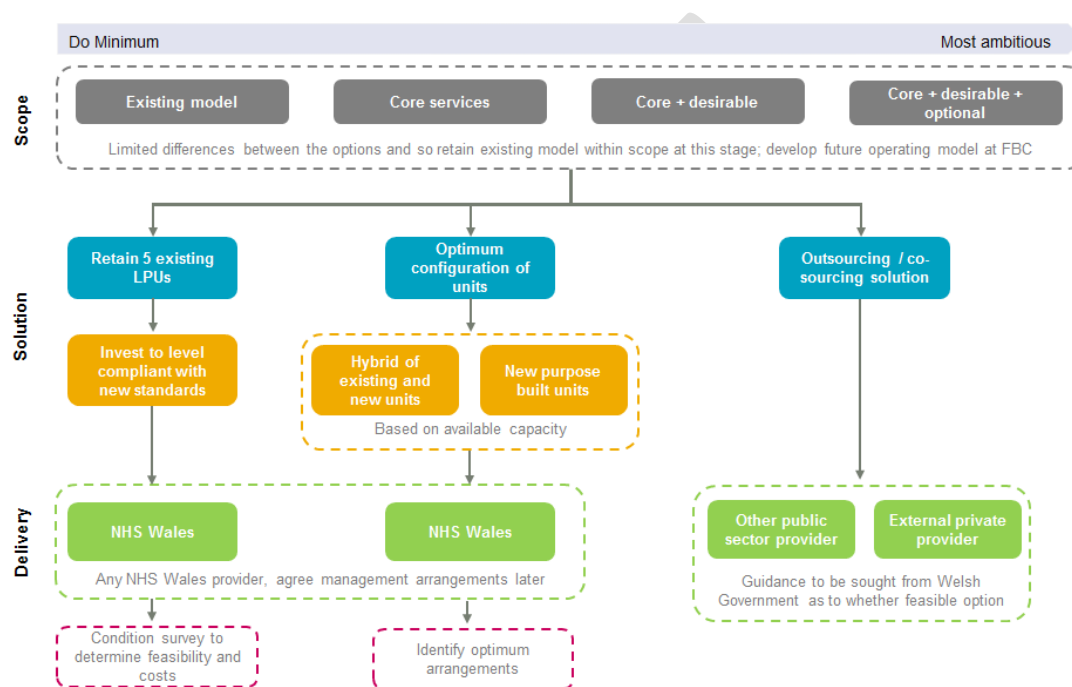 Do Minimum
Most ambitious
Scope
Existing model
Core services
Core + desirable
Core + desirable +
optional
Limited differences between the options and so retain existing model within scope at this stage; develop future operating model at FBC
Solution
Retain 5 existing
LPUs
Optimum
configuration of
units
Outsourcing / co-
sourcing solution
Invest to level
compliant with
new standards
Hybrid of
existing and
new units
New purpose
built units
Based on available capacity
Delivery
NHS Wales
NHS Wales
Any NHS Wales provider, agree management arrangements later
Other public
sector provider
External private
provider
Guidance to be sought from Welsh
Government as to whether feasible option
Condition survey to
determine feasibility and
costs
Identify optimum
arrangements